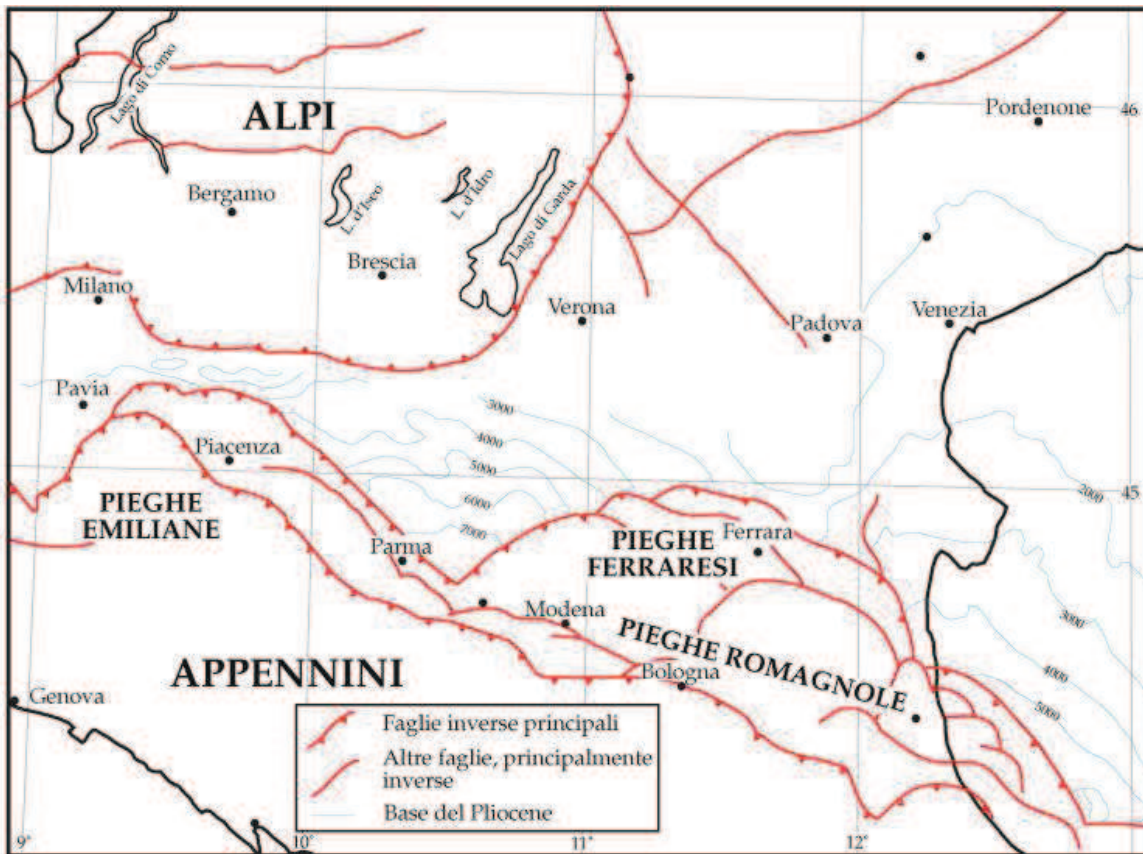 Lago di Como
ALPI
46
Pordenone
Bergamo
L. d'Iseo
L. d'Idro
Lago di Garda
Brescia
Milano
Verona
Padova
Venezia
Pavia
3000
4000
Piacenza
5000
2000
45
PIEGHE
EMILIANE
6000
7000
Parma
PIEGHE
FERRARESI
Ferrara
Modena
PIEGHE ROMAGNOLE
3000
4000
5000
APPENNINI
Bologna
Genova
Faglie inverse principali
Altre faglie, principalmente
inverse
Base del Pliocene
9°
10°
11°
12°